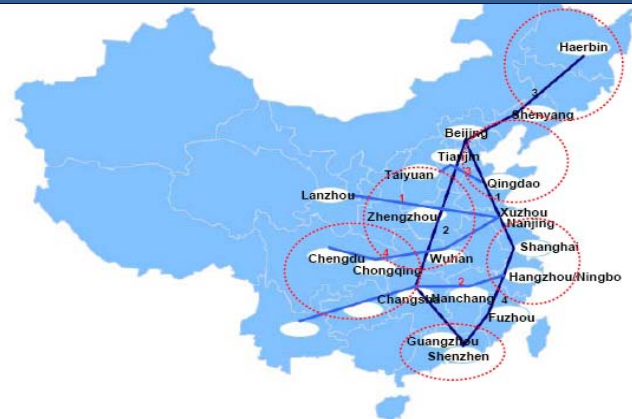 Haerbin
3
Shenyang
Beijing
Tianjin
3
Taiyuan
Qingdao
Lanzhou
1
1
Zhengzhou
Xuzhou
Nanjing
2
Shanghai
4
Wuhan
Chengdu
Chongqing
Hangzhou/Ningbo
2
Changsha
Nanchang
4
Fuzhou
Guangzhou
Shenzhen